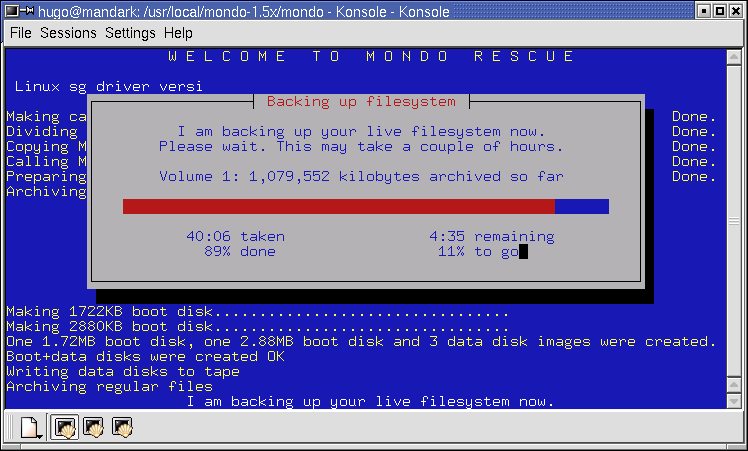 hugo@mandark: /usr/local/mondo-1.5x/mondo - Konsole - Konsole
File Sessions Settings Help
W E L C O M E   T O   M O N D O   R E S C U E
Linux sg driver versi
Backing up filesystem
Making ca Done.
Dividing I am backing up your live filesystem now. Done.
Copying M Please wait. This may take a couple of hours. Done.
Calling M Done.
Preparing Volume 1: 1,079,552 kilobytes archived so far Done.
Archiving
40:06 taken 4:35 remaining
89% done 11% to go
Making 1722KB boot disk.................................
Making 2880KB boot disk.................................
One 1.72MB boot disk, one 2.88MB boot disk and 3 data disk images were created.
Boot+data disks were created OK
Writing data disks to tape
Archiving regular files
I am backing up your live filesystem now.